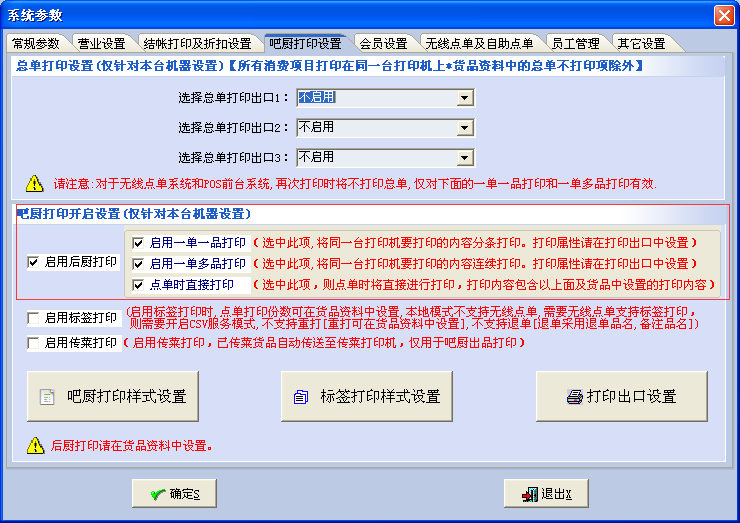 系统参数
常规参数 营业设置 结帐打印及折扣设置 吧厨打印设置 会员设置 无线点单及自助点单 员工管理 其它设置
总单打印设置(仅针对本台机器设置)【所有消费项目打印在同一台打印机上*货品资料中的总单不打印项除外】
选择总单打印出口1： 不启用
选择总单打印出口2： 不启用
选择总单打印出口3： 不启用
请注意:对于无线点单系统和POS前台系统,再次打印时将不打印总单,仅对下面的一单一品打印和一单多品打印有效.
吧厨打印开启设置(仅针对本台机器设置)
启用后厨打印
启用一单一品打印 (选中此项,将同一台打印机要打印的内容分条打印。打印属性请在打印出口中设置)
启用一单多品打印 (选中此项,将同一台打印机要打印的内容连续打印。打印属性请在打印出口中设置)
点单时直接打印 (选中此项，则点单时将直接进行打印，打印内容包含以上面及货品中设置的打印内容)
启用标签打印 (启用标签打印时,点单打印份数可在货品资料中设置,本地模式不支持无线点单,需要无线点单支持标签打印，
则需要开启CSV服务模式,不支持重打[重打可在货品资料中设置],不支持退单[退单采用退单品名,备注品名])
启用传菜打印 (启用传菜打印，已传菜货品自动传送至传菜打印机，仅用于吧厨出品打印)
吧厨打印样式设置 标签打印样式设置 打印出口设置
后厨打印请在货品资料中设置。
确定S 退出X